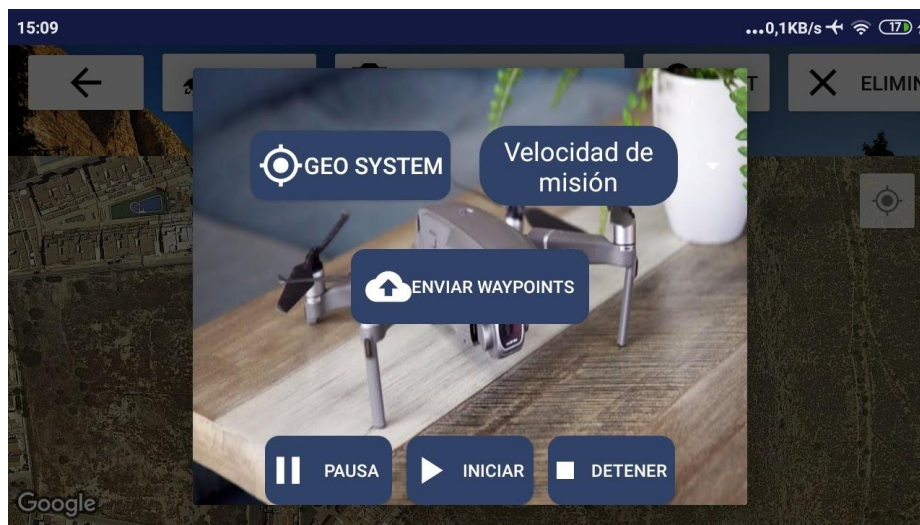 15:09
...0,1KB/s
17
ELIMIN
GEO SYSTEM
Velocidad de
misión
ENVIAR WAYPOINTS
PAUSA
INICIAR
DETENER
Google